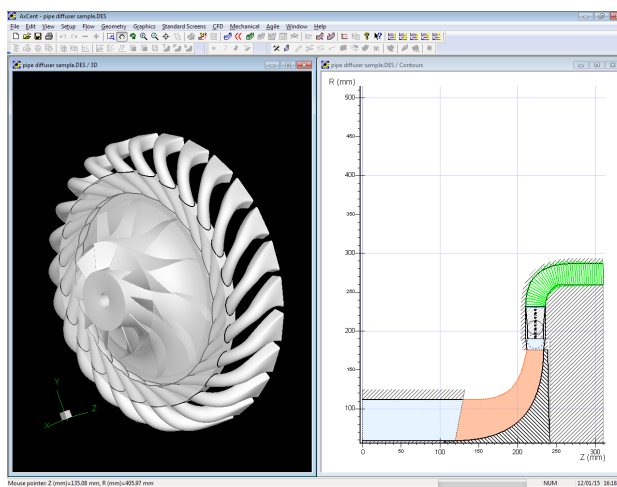 AxCent - pipe diffuser sample.DES
File Edit View Setup Flow Geometry Graphics Standard Screens CFD Mechanical Agile Window Help
pipe diffuser sample.DES / 3D
pipe diffuser sample.DES / Contours
R (mm)
500
450
400
350
300
250
200
150
100
0 50 100 150 200 250 300
Z (mm)
Y
Z
X
Mouse pointer: Z (mm)=135.08 mm, R (mm)=405.97 mm
NUM 12/01/15 16:18